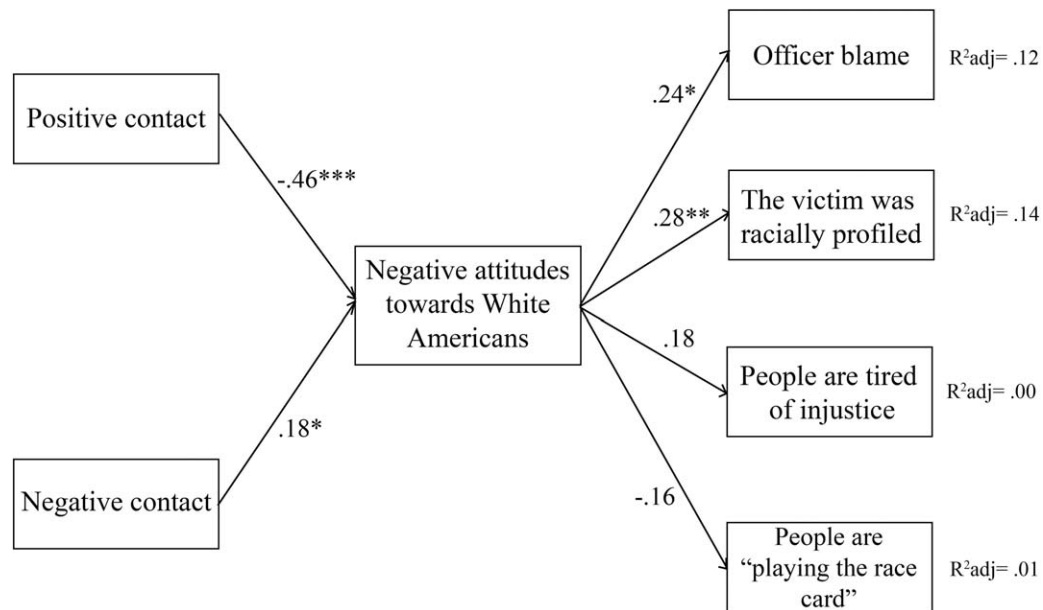 Officer blame
R²adj= .12
.24*
Positive contact
-.46***
The victim was
racially profiled
R²adj= .14
.28**
Negative attitudes
towards White
Americans
.18
People are tired
of injustice
R²adj= .00
.18*
Negative contact
-.16
People are
“playing the race
card”
R²adj= .01